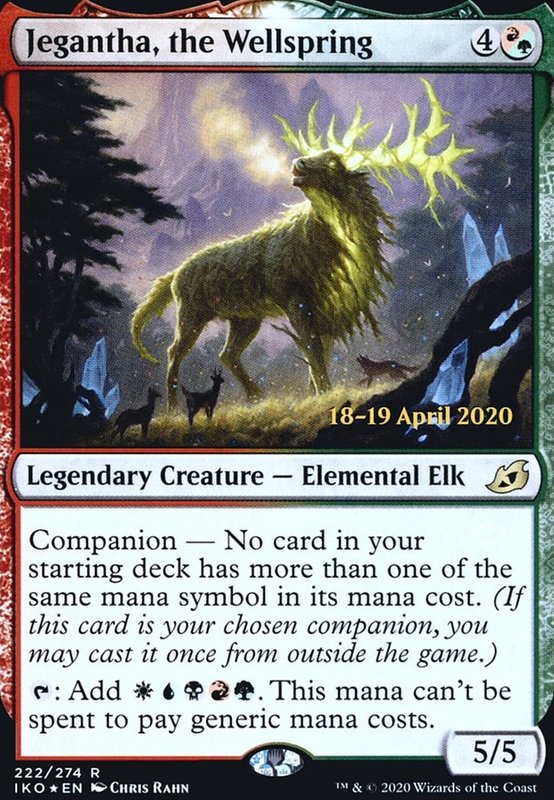 Jegantha, the Wellspring 4
18-19 April 2020
Legendary Creature — Elemental Elk
Companion — No card in your
starting deck has more than one of the
same mana symbol in its mana cost. (If
this card is your chosen companion, you
may cast it once from outside the game.)
: Add . This mana can't be
spent to pay generic mana costs.
5/5
222/274 R
IKO ★ EN Chris Rahn
™ & © 2020 Wizards of the Coast